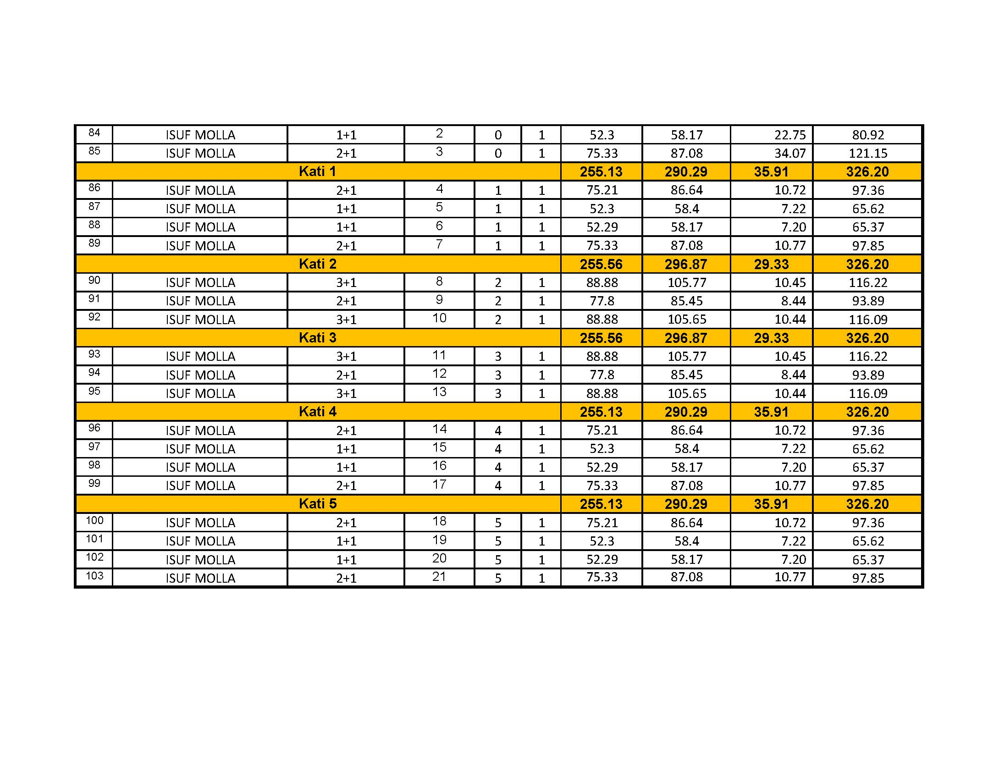 84 ISUF MOLLA 1+1 2 0 1 52.3 58.17 22.75 80.92
85 ISUF MOLLA 2+1 3 0 1 75.33 87.08 34.07 121.15
Kati 1 255.13 290.29 35.91 326.20
86 ISUF MOLLA 2+1 4 1 1 75.21 86.64 10.72 97.36
87 ISUF MOLLA 1+1 5 1 1 52.3 58.4 7.22 65.62
88 ISUF MOLLA 1+1 6 1 1 52.29 58.17 7.20 65.37
89 ISUF MOLLA 2+1 7 1 1 75.33 87.08 10.77 97.85
Kati 2 255.56 296.87 29.33 326.20
90 ISUF MOLLA 3+1 8 2 1 88.88 105.77 10.45 116.22
91 ISUF MOLLA 2+1 9 2 1 77.8 85.45 8.44 93.89
92 ISUF MOLLA 3+1 10 2 1 88.88 105.65 10.44 116.09
Kati 3 255.56 296.87 29.33 326.20
93 ISUF MOLLA 3+1 11 3 1 88.88 105.77 10.45 116.22
94 ISUF MOLLA 2+1 12 3 1 77.8 85.45 8.44 93.89
95 ISUF MOLLA 3+1 13 3 1 88.88 105.65 10.44 116.09
Kati 4 255.13 290.29 35.91 326.20
96 ISUF MOLLA 2+1 14 4 1 75.21 86.64 10.72 97.36
97 ISUF MOLLA 1+1 15 4 1 52.3 58.4 7.22 65.62
98 ISUF MOLLA 1+1 16 4 1 52.29 58.17 7.20 65.37
99 ISUF MOLLA 2+1 17 4 1 75.33 87.08 10.77 97.85
Kati 5 255.13 290.29 35.91 326.20
100 ISUF MOLLA 2+1 18 5 1 75.21 86.64 10.72 97.36
101 ISUF MOLLA 1+1 19 5 1 52.3 58.4 7.22 65.62
102 ISUF MOLLA 1+1 20 5 1 52.29 58.17 7.20 65.37
103 ISUF MOLLA 2+1 21 5 1 75.33 87.08 10.77 97.85